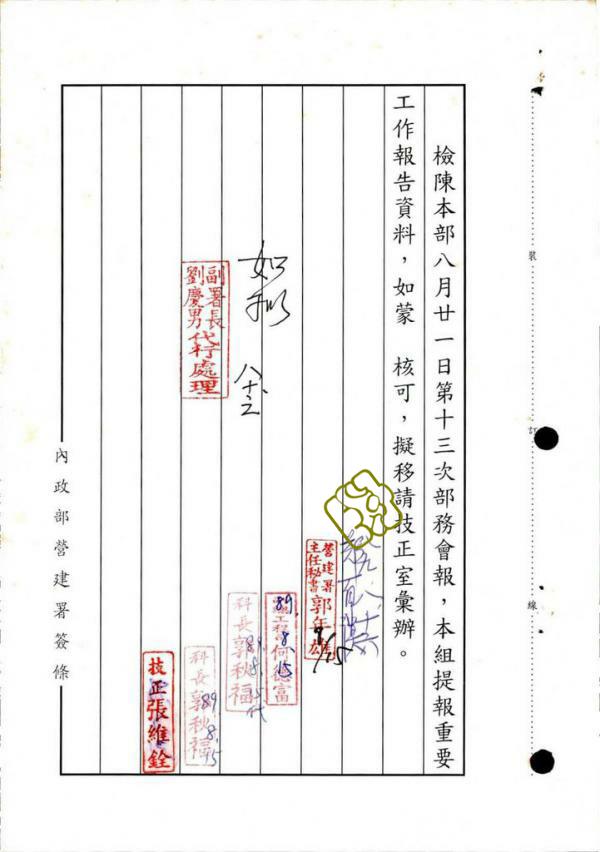 檢陳本部八月廿一日第十三次部務會報，本組提報重要
工作報告資料，如蒙　核可，擬移請技正室彙辦。
營建署
主任秘書郭年雄
8/15
工程司何德富
89.8.15
科長郭秋福
89.8.15代
如擬
副署長
劉慶男代行處理
科長郭秋福
89.8.15
技正張維銓
內政部營建署簽條
裝
訂
線